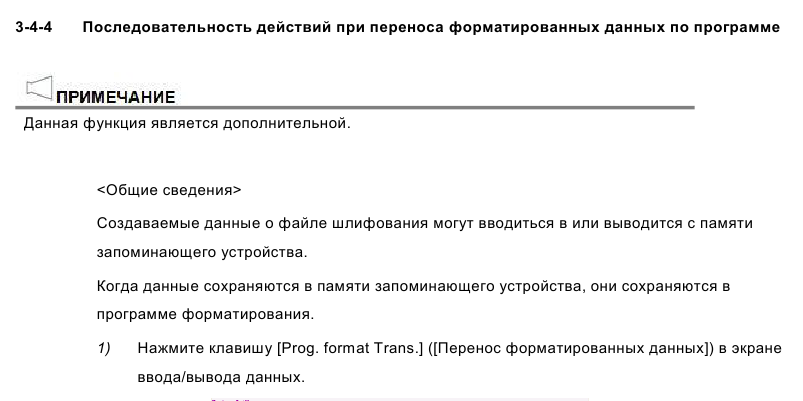 3-4-4 Последовательность действий при переноса форматированных данных по программе
ПРИМЕЧАНИЕ
Данная функция является дополнительной.
<Общие сведения>
Создаваемые данные о файле шлифования могут вводиться в или выводится с памяти
запоминающего устройства.
Когда данные сохраняются в памяти запоминающего устройства, они сохраняются в
программе форматирования.
1) Нажмите клавишу [Prog. format Trans.] ([Перенос форматированных данных]) в экране
ввода/вывода данных.